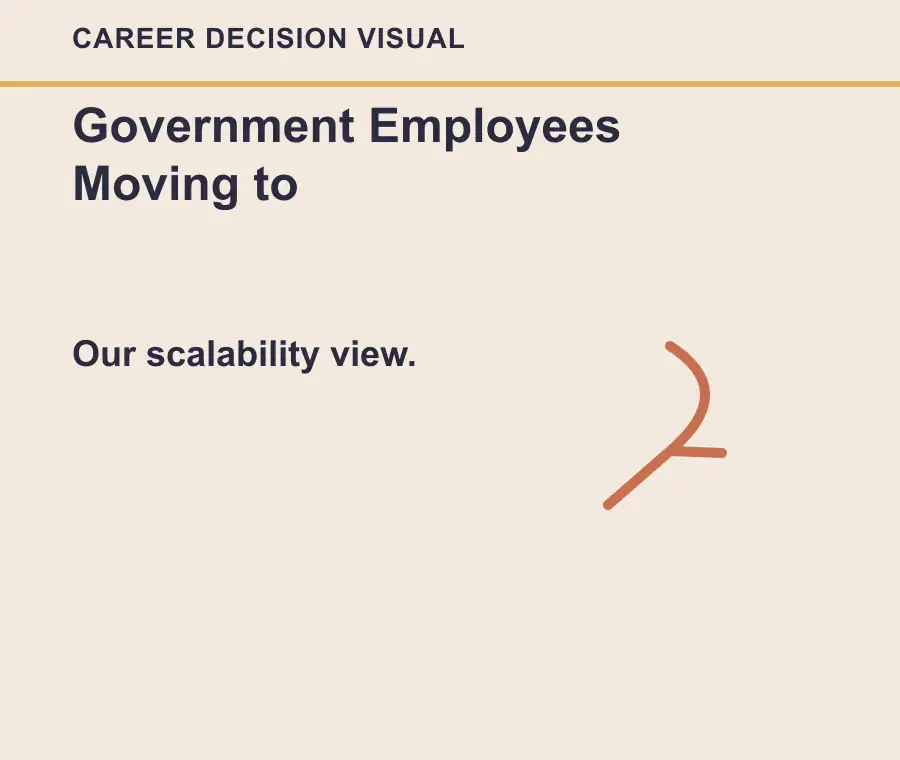 CAREER DECISION VISUAL
Government Employees
Moving to
Our scalability view.